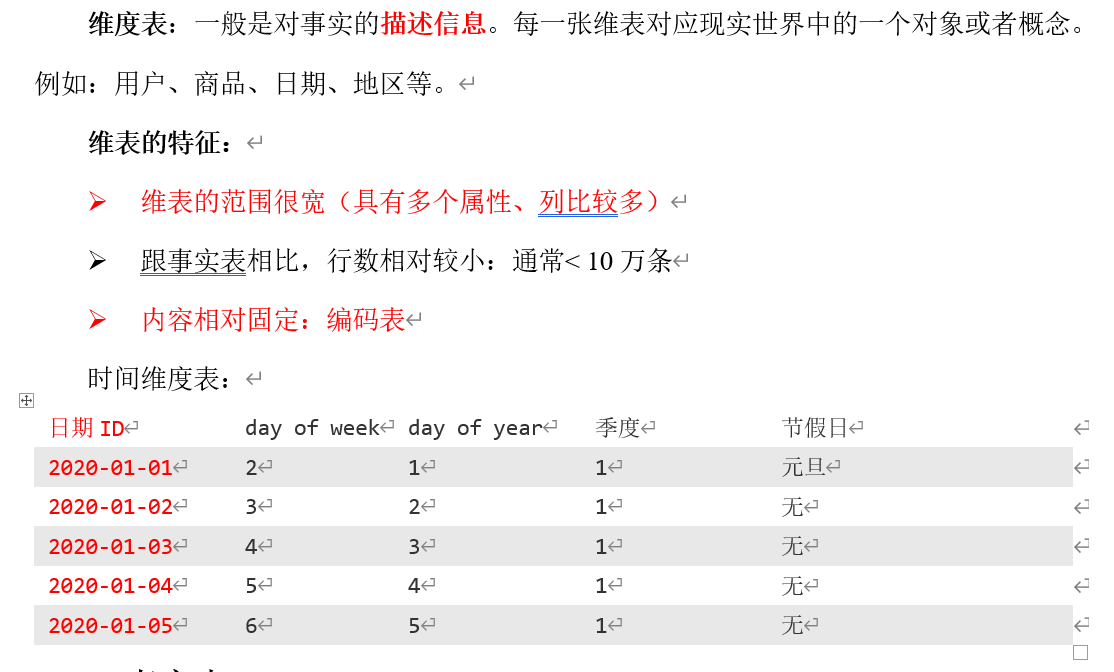 维度表：一般是对事实的描述信息。每一张维表对应现实世界中的一个对象或者概念。
例如：用户、商品、日期、地区等。
维表的特征：
维表的范围很宽（具有多个属性、列比较多）
跟事实表相比，行数相对较小：通常< 10 万条
内容相对固定：编码表
时间维度表：
日期 ID day of week day of year 季度 节假日
2020-01-01 2 1 1 元旦
2020-01-02 3 2 1 无
2020-01-03 4 3 1 无
2020-01-04 5 4 1 无
2020-01-05 6 5 1 无